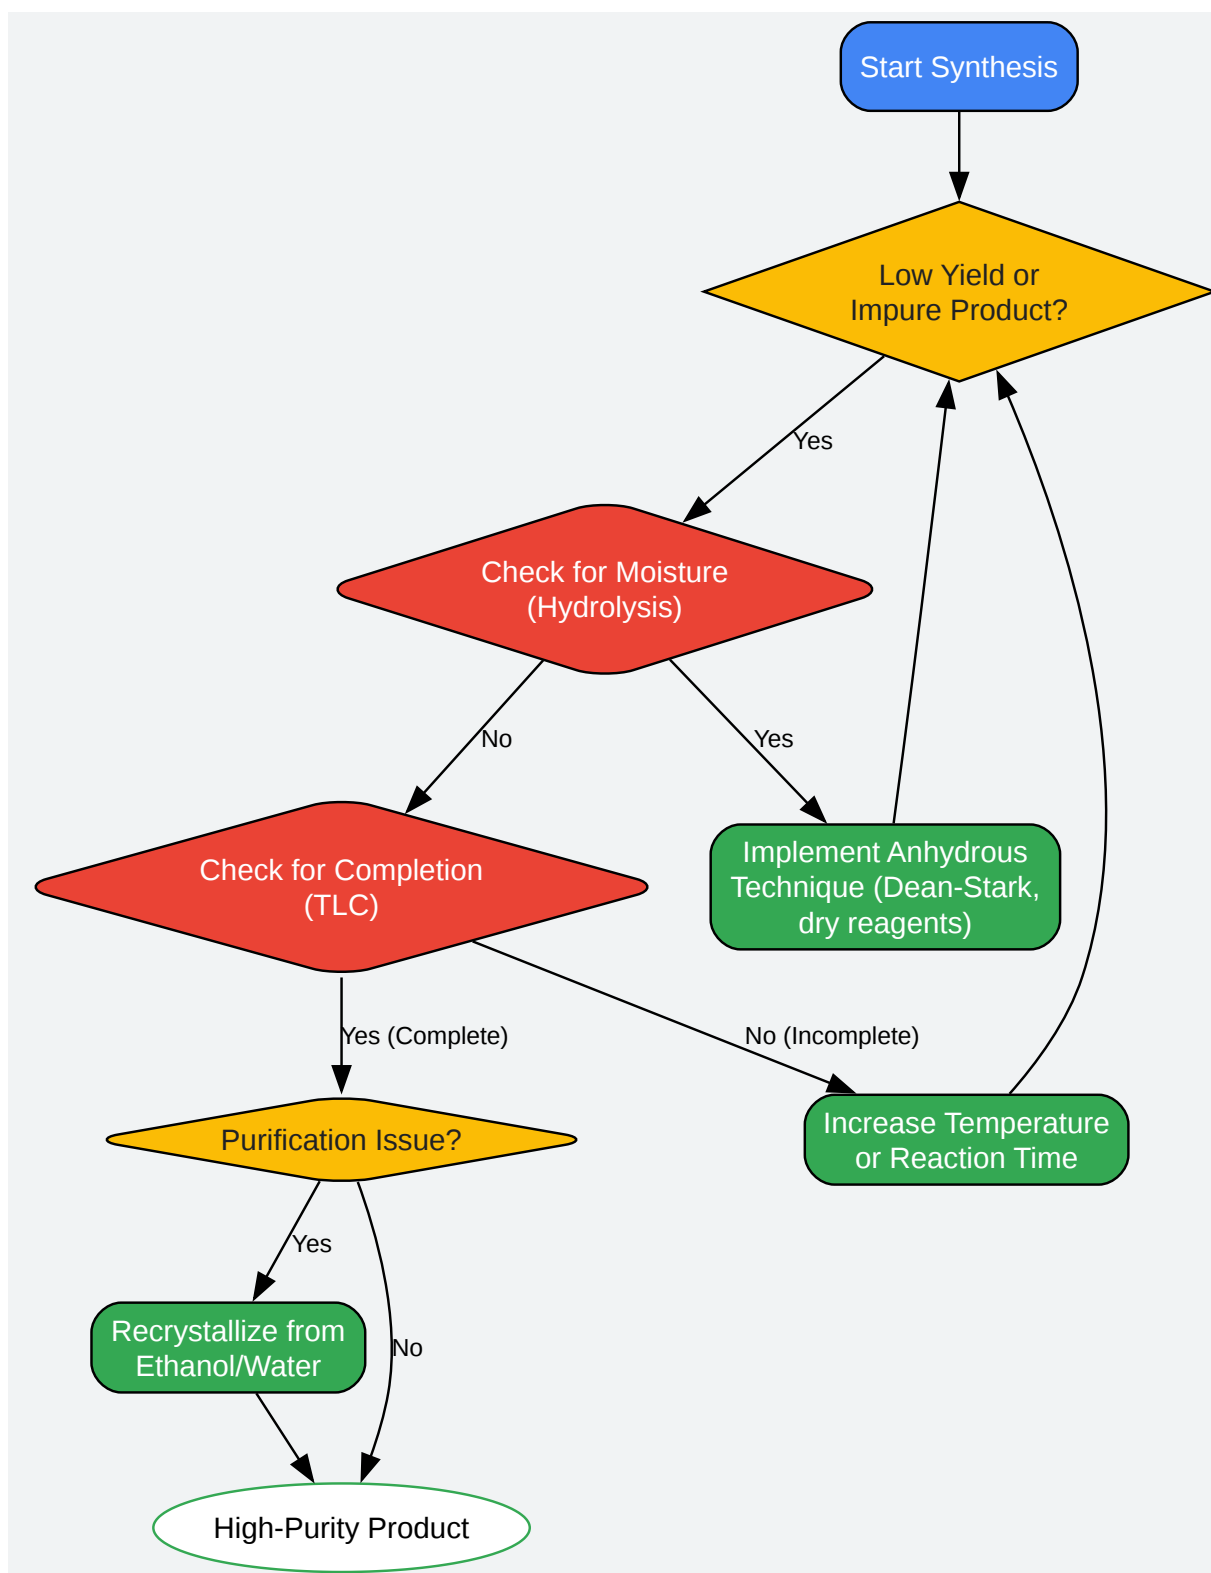 Start Synthesis
Low Yield or
Impure Product?
Yes
Check for Moisture
(Hydrolysis)
No
Yes
Check for Completion
(TLC)
Implement Anhydrous
Technique (Dean-Stark,
dry reagents)
Yes (Complete)
No (Incomplete)
Purification Issue?
Increase Temperature
or Reaction Time
Yes
Recrystallize from
Ethanol/Water
No
High-Purity Product